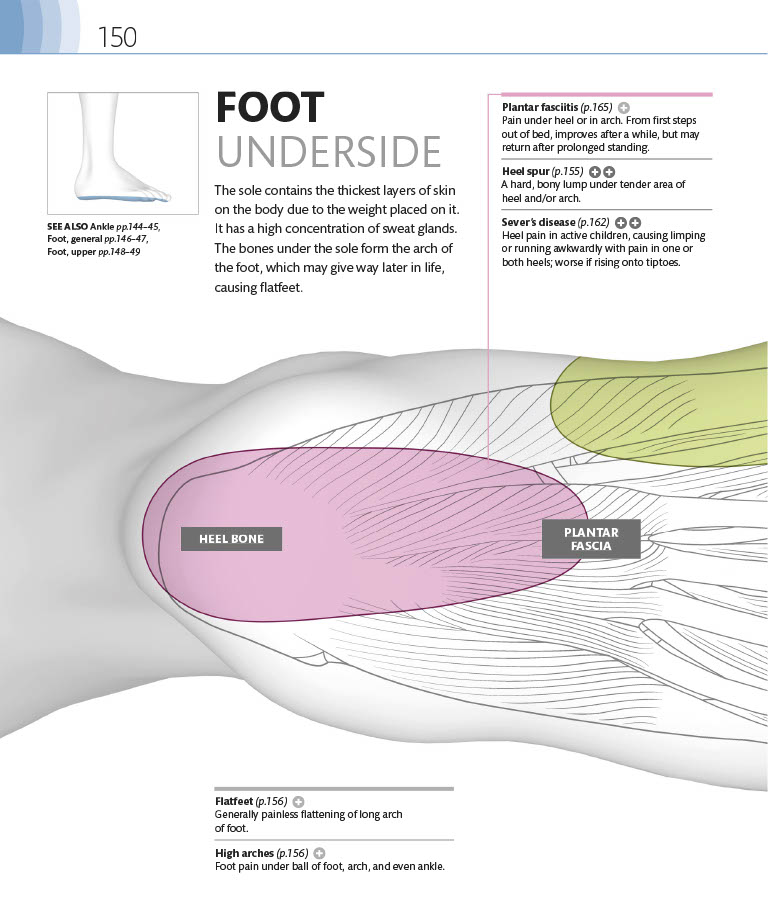 150
FOOT
UNDERSIDE
The sole contains the thickest layers of skin
on the body due to the weight placed on it.
It has a high concentration of sweat glands.
The bones under the sole form the arch of
the foot, which may give way later in life,
causing flatfeet.
SEE ALSO Ankle pp.144–45,
Foot, general pp.146–47,
Foot, upper pp.148–49
Plantar fasciitis (p.165)
Pain under heel or in arch. From first steps
out of bed, improves after a while, but may
return after prolonged standing.
Heel spur (p.155)
A hard, bony lump under tender area of
heel and/or arch.
Sever's disease (p.162)
Heel pain in active children, causing limping
or running awkwardly with pain in one or
both heels; worse if rising onto tiptoes.
HEEL BONE
PLANTAR
FASCIA
Flatfeet (p.156)
Generally painless flattening of long arch
of foot.
High arches (p.156)
Foot pain under ball of foot, arch, and even ankle.